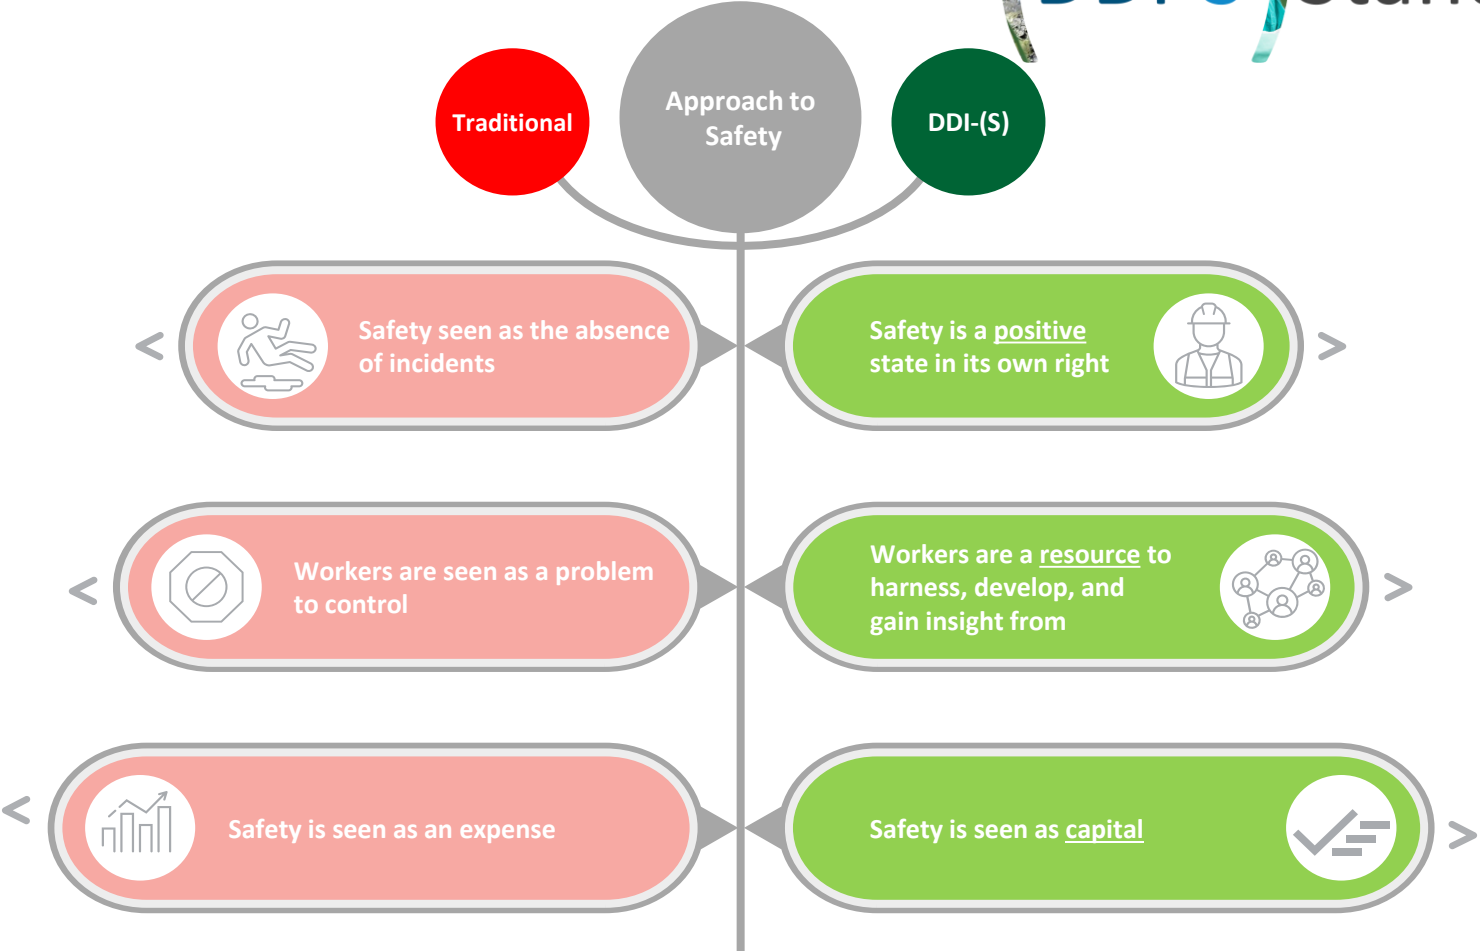 Approach to
Safety
Traditional
DDI-(S)
Safety seen as the absence
of incidents
Safety is a positive
state in its own right
Workers are seen as a problem
to control
Workers are a resource to
harness, develop, and
gain insight from
Safety is seen as an expense
Safety is seen as capital